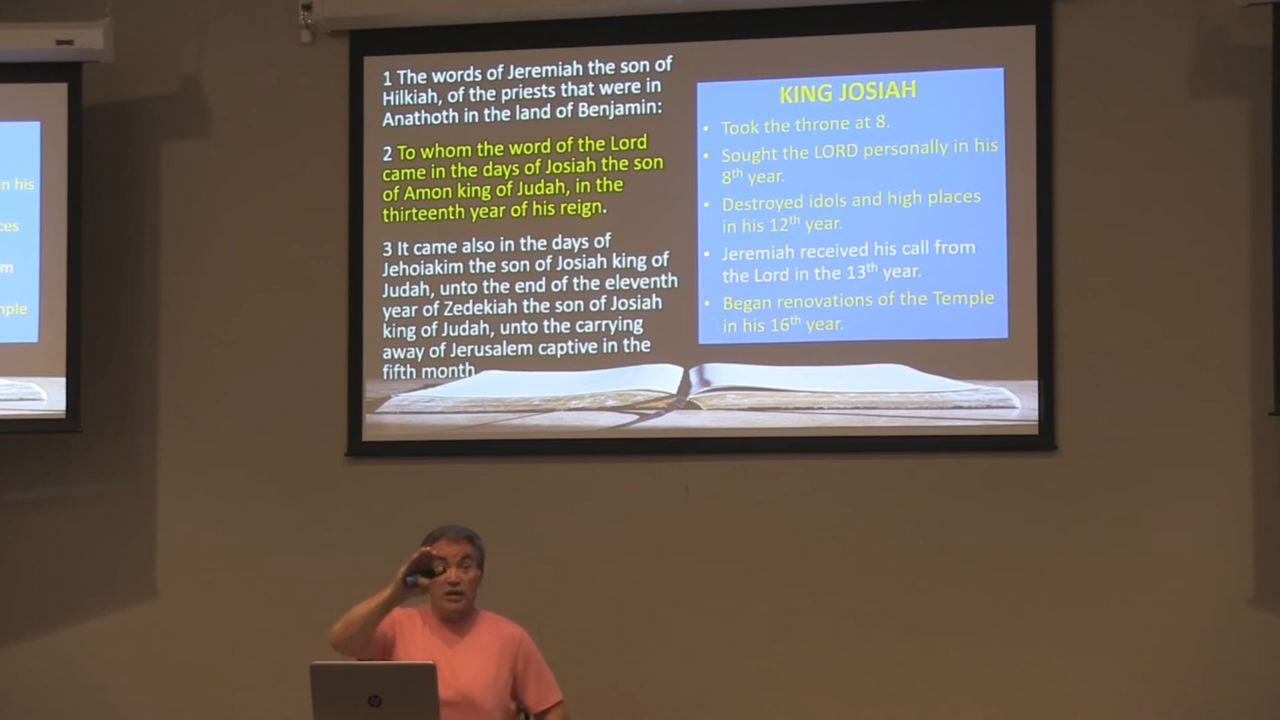 1 The words of Jeremiah the son of
Hilkiah, of the priests that were in
Anathoth in the land of Benjamin:
2 To whom the word of the Lord
came in the days of Josiah the son
of Amon king of Judah, in the
thirteenth year of his reign.
3 It came also in the days of
Jehoiakim the son of Josiah king of
Judah, unto the end of the eleventh
year of Zedekiah the son of Josiah
king of Judah, unto the carrying
away of Jerusalem captive in the
fifth month
KING JOSIAH
• Took the throne at 8.
• Sought the LORD personally in his
8th year.
• Destroyed idols and high places
in his 12th year.
• Jeremiah received his call from
the Lord in the 13th year.
• Began renovations of the Temple
in his 16th year.
n his
ces
m
mple
hp